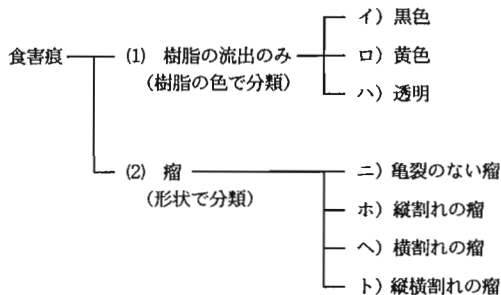 食害痕
(1) 樹脂の流出のみ
(樹脂の色で分類)
イ) 黒色
ロ) 黄色
ハ) 透明
(2) 瘤
(形状で分類)
ニ) 亀裂のない瘤
ホ) 縦割れの瘤
ヘ) 横割れの瘤
ト) 縦横割れの瘤